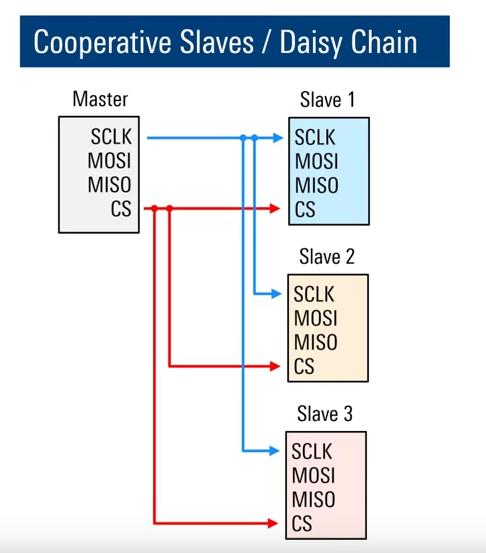 Cooperative Slaves / Daisy Chain
Master
SCLK
MOSI
MISO
CS
Slave 1
SCLK
MOSI
MISO
CS
Slave 2
SCLK
MOSI
MISO
CS
Slave 3
SCLK
MOSI
MISO
CS